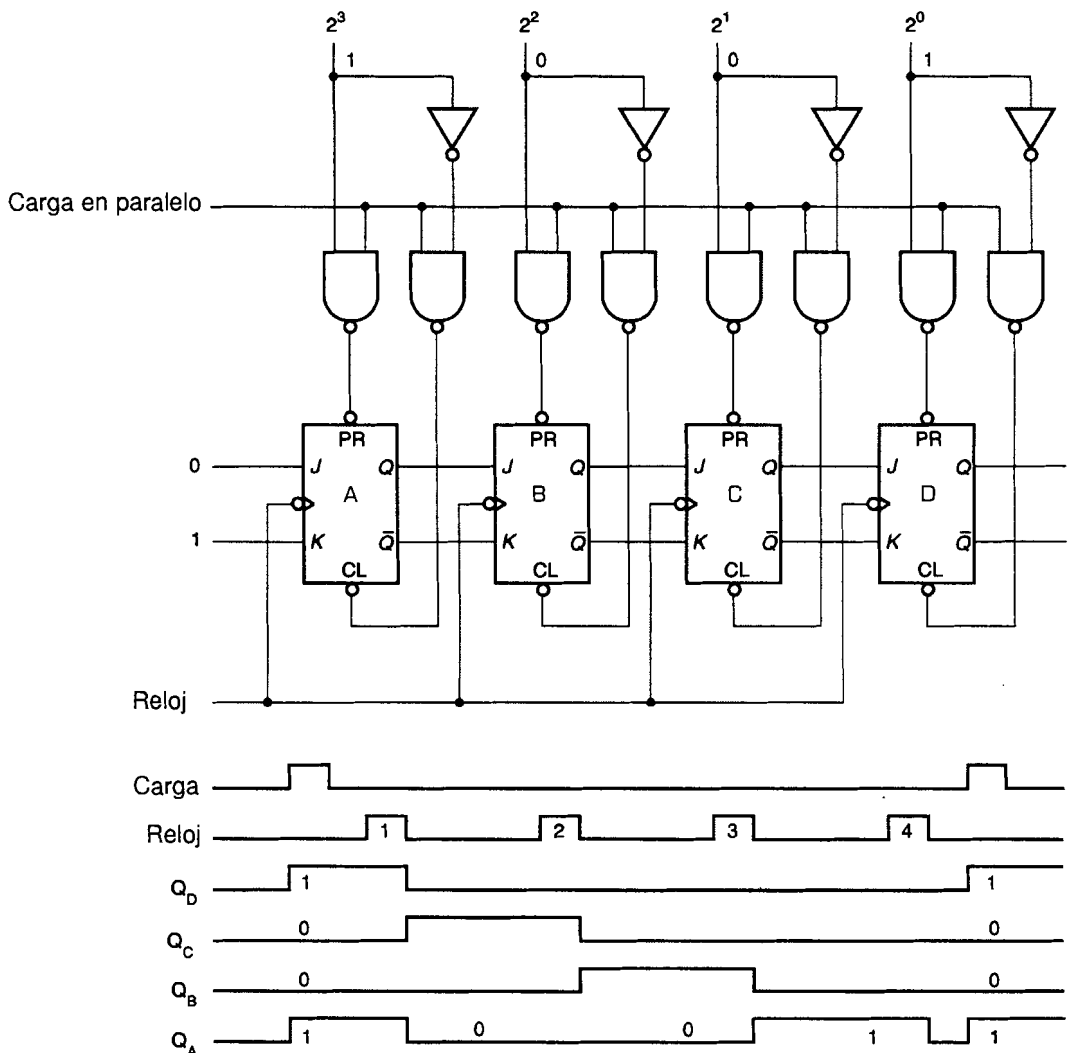 2³ 2² 2¹ 2⁰
1 0 0 1
Carga en paralelo
PR PR PR PR
0 J Q J Q J Q J Q
A B C D
1 K Q̅ K Q̅ K Q̅ K Q̅
CL CL CL CL
Reloj
Carga
Reloj 1 2 3 4
Q_D 1 1
Q_C 0 0
Q_B 0 0
Q_A 1 0 0 1 1